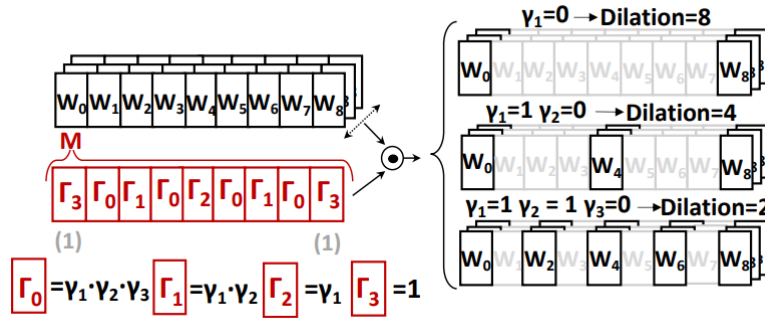 γ₁=0 → Dilation=8
W₀ W₁ W₂ W₃ W₄ W₅ W₆ W₇ W₈
W₀ W₁ W₂ W₃ W₄ W₅ W₆ W₇ W₈
γ₁=1 γ₂=0 → Dilation=4
M
W₀ W₁ W₂ W₃ W₄ W₅ W₆ W₇ W₈
Γ₃ Γ₀ Γ₁ Γ₀ Γ₂ Γ₀ Γ₁ Γ₀ Γ₃
γ₁=1 γ₂ = 1 γ₃=0 → Dilation=2
(1) (1)
W₀ W₁ W₂ W₃ W₄ W₅ W₆ W₇ W₈
Γ₀ =γ₁·γ₂·γ₃ Γ₁ =γ₁·γ₂ Γ₂ =γ₁ Γ₃ =1